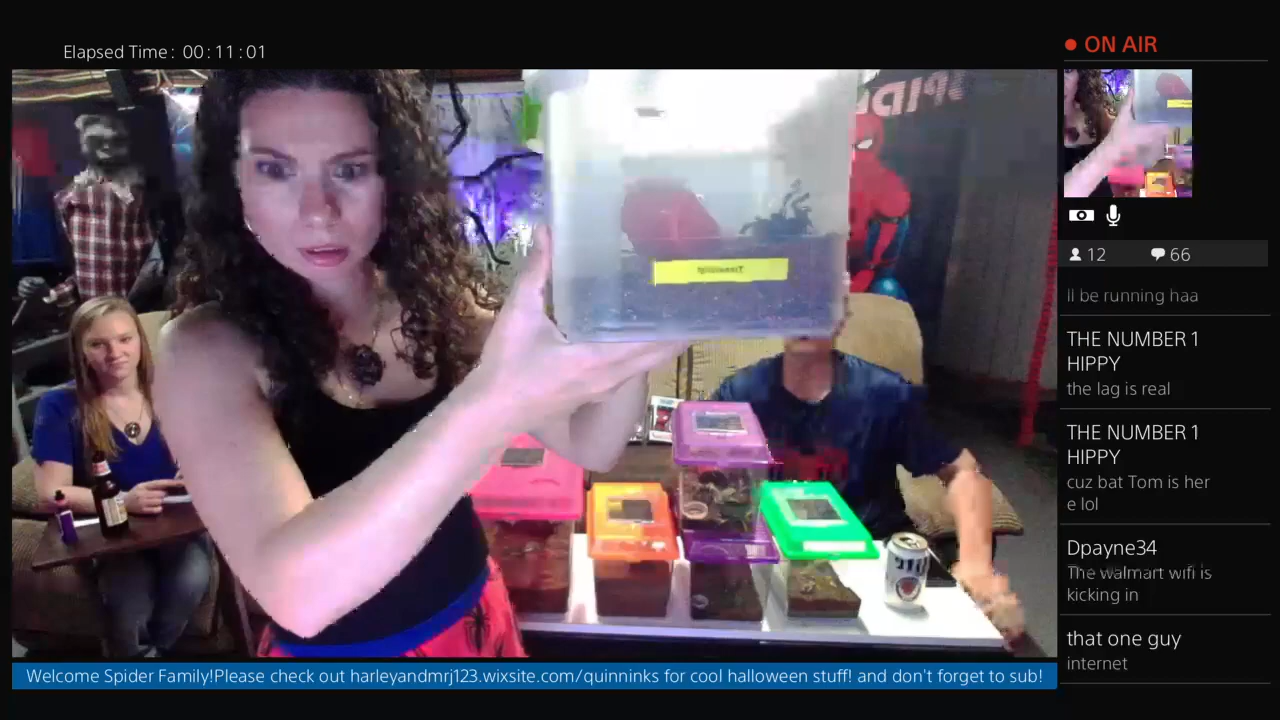 Elapsed Time: 00:11:01
ON AIR
12
66
ll be running haa
THE NUMBER 1
HIPPY
the lag is real
THE NUMBER 1
HIPPY
cuz bat Tom is her
e lol
Dpayne34
The walmart wifi is
kicking in
that one guy
internet
Welcome Spider Family!Please check out harleyandmrj123.wixsite.com/quinninks for cool halloween stuff! and don't forget to sub!